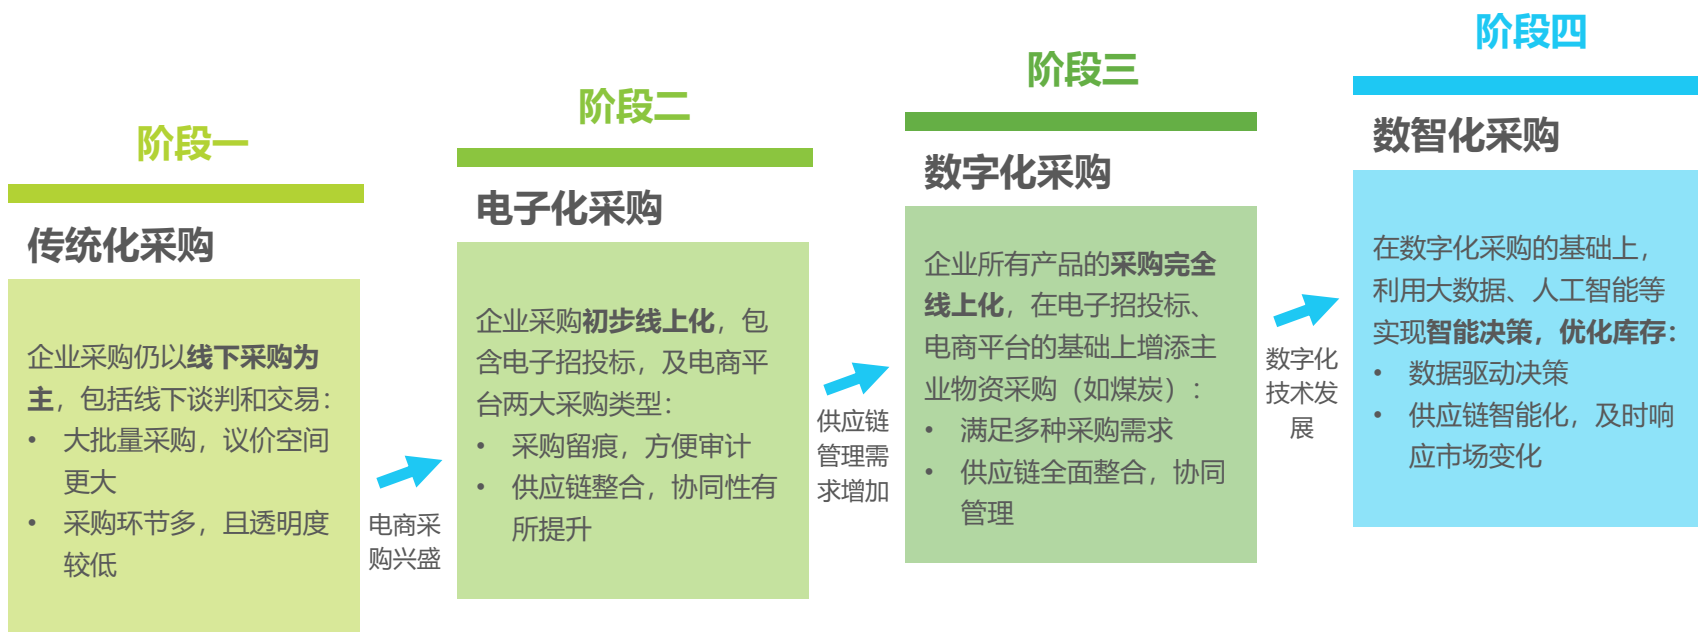 阶段一
传统化采购
企业采购仍以线下采购为
主，包括线下谈判和交易：
• 大批量采购，议价空间
更大
• 采购环节多，且透明度
较低
电商采
购兴盛
阶段二
电子化采购
企业采购初步线上化，包
含电子招投标，及电商平
台两大采购类型：
• 采购留痕，方便审计
• 供应链整合，协同性有
所提升
供应链
管理需
求增加
阶段三
数字化采购
企业所有产品的采购完全
线上化，在电子招投标、
电商平台的基础上增添主
业物资采购（如煤炭）：
• 满足多种采购需求
• 供应链全面整合，协同
管理
数字化
技术发
展
阶段四
数智化采购
在数字化采购的基础上，
利用大数据、人工智能等
实现智能决策，优化库存：
• 数据驱动决策
• 供应链智能化，及时响
应市场变化